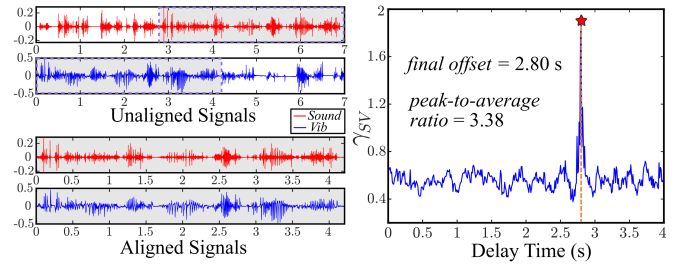 0.2
0
-0.2
0 1 2 3 4 5 6 7
0.5
0
-0.5
0 1 2 3 4 5 6 7
Unaligned Signals
Sound
Vib
0.2
0
-0.2
0 0.5 1 1.5 2 2.5 3 3.5 4
0.5
0
-0.5
0 0.5 1 1.5 2 2.5 3 3.5 4
Aligned Signals
2
1.6
1.2
0.8
0.4
γSV
final offset = 2.80 s
peak-to-average
ratio = 3.38
0 0.5 1 1.5 2 2.5 3 3.5 4
Delay Time (s)